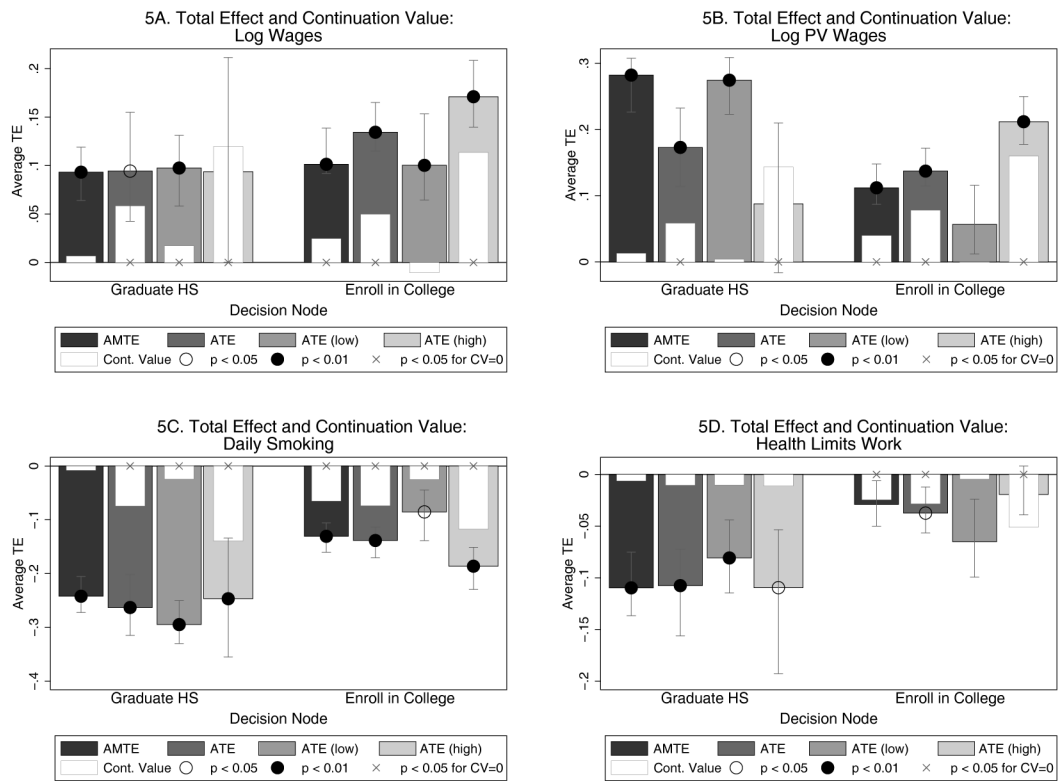 5A. Total Effect and Continuation Value:
Log Wages
Average TE
.2
.15
.1
.05
0
Graduate HS
Enroll in College
Decision Node
AMTE ATE ATE (low) ATE (high)
Cont. Value p < 0.05 p < 0.01 p < 0.05 for CV=0
5B. Total Effect and Continuation Value:
Log PV Wages
Average TE
.3
.2
.1
0
Graduate HS
Enroll in College
Decision Node
AMTE ATE ATE (low) ATE (high)
Cont. Value p < 0.05 p < 0.01 p < 0.05 for CV=0
5C. Total Effect and Continuation Value:
Daily Smoking
Average TE
0
-.1
-.2
-.3
-.4
Graduate HS
Enroll in College
Decision Node
AMTE ATE ATE (low) ATE (high)
Cont. Value p < 0.05 p < 0.01 p < 0.05 for CV=0
5D. Total Effect and Continuation Value:
Health Limits Work
Average TE
0
-.05
-.1
-.15
-.2
Graduate HS
Enroll in College
Decision Node
AMTE ATE ATE (low) ATE (high)
Cont. Value p < 0.05 p < 0.01 p < 0.05 for CV=0